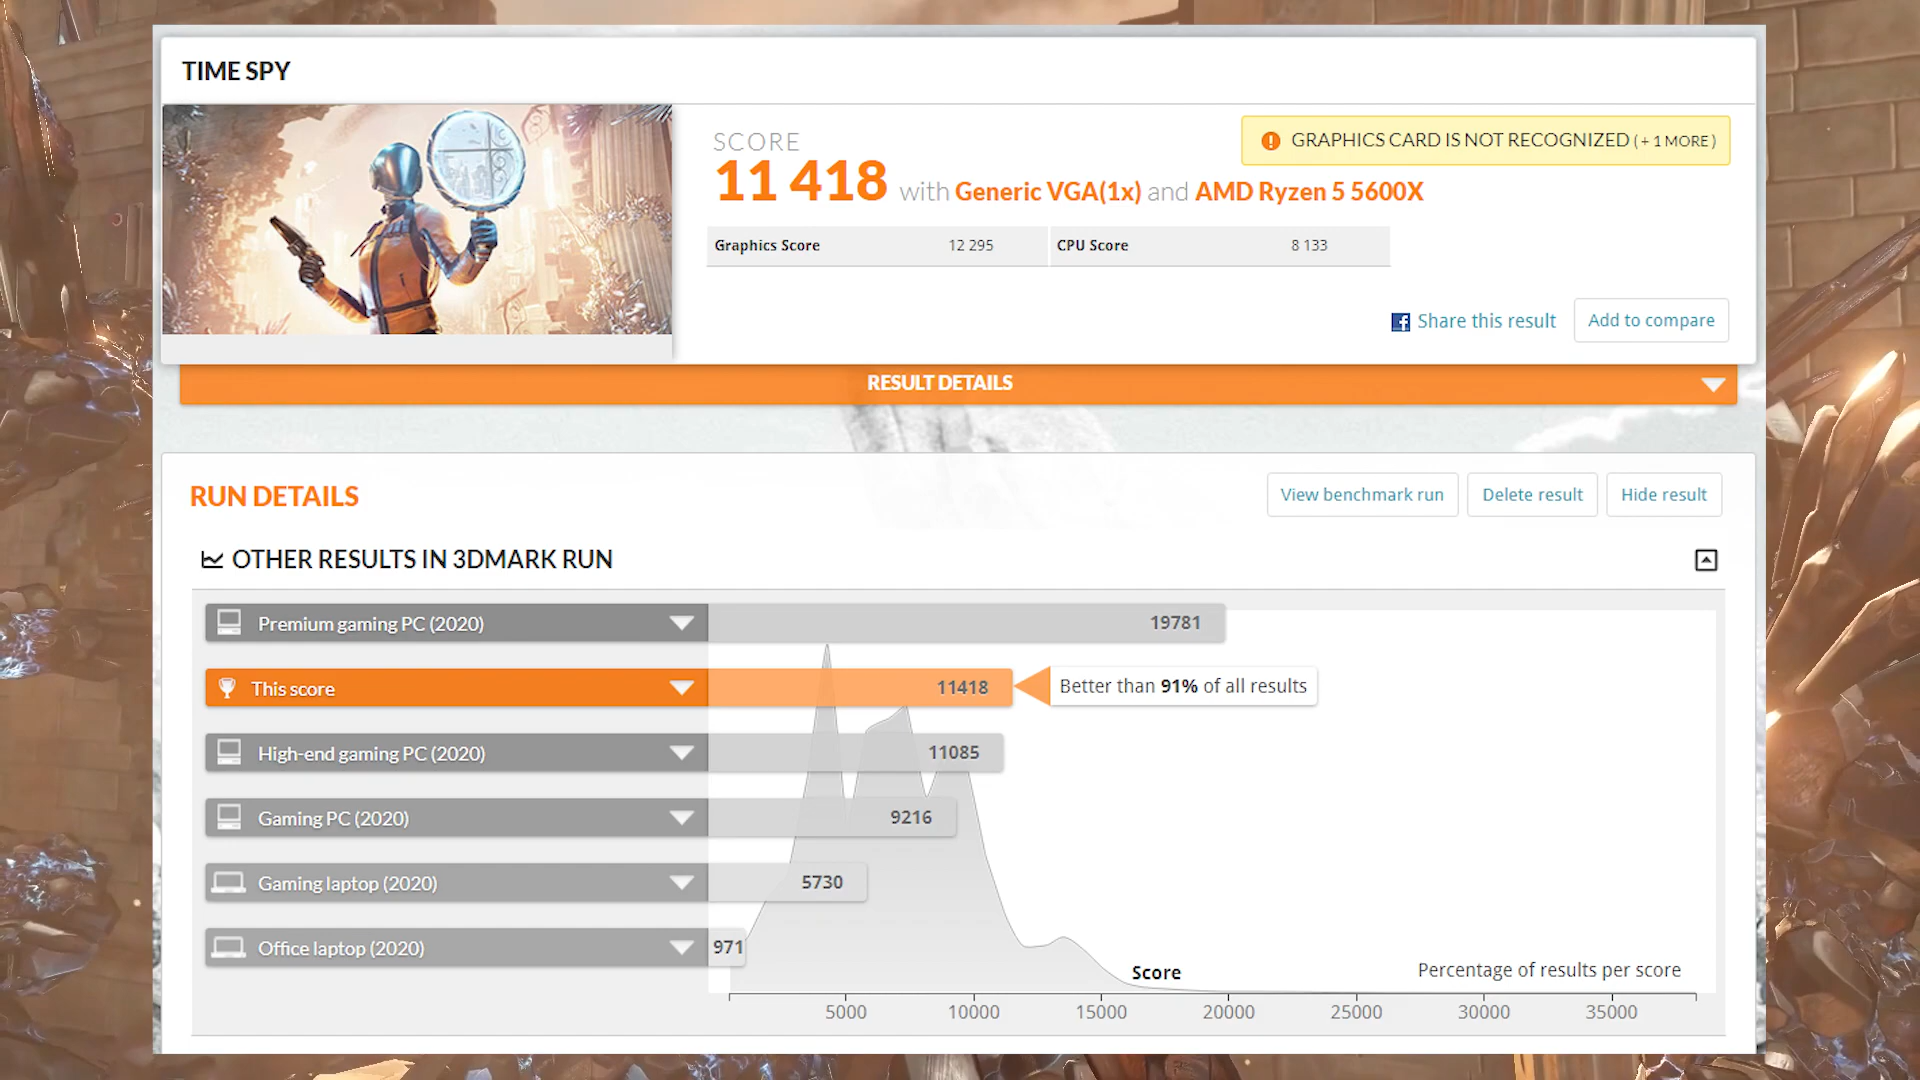 TIME SPY
SCORE
GRAPHICS CARD IS NOT RECOGNIZED ( + 1 MORE )
11 418 with Generic VGA(1x) and AMD Ryzen 5 5600X
Graphics Score 12 295 CPU Score 8 133
Share this result Add to compare
RESULT DETAILS
RUN DETAILS
View benchmark run Delete result Hide result
OTHER RESULTS IN 3DMARK RUN
Premium gaming PC (2020) 19781
This score 11418 Better than 91% of all results
High-end gaming PC (2020) 11085
Gaming PC (2020) 9216
Gaming laptop (2020) 5730
Office laptop (2020) 971
Score Percentage of results per score
5000 10000 15000 20000 25000 30000 35000